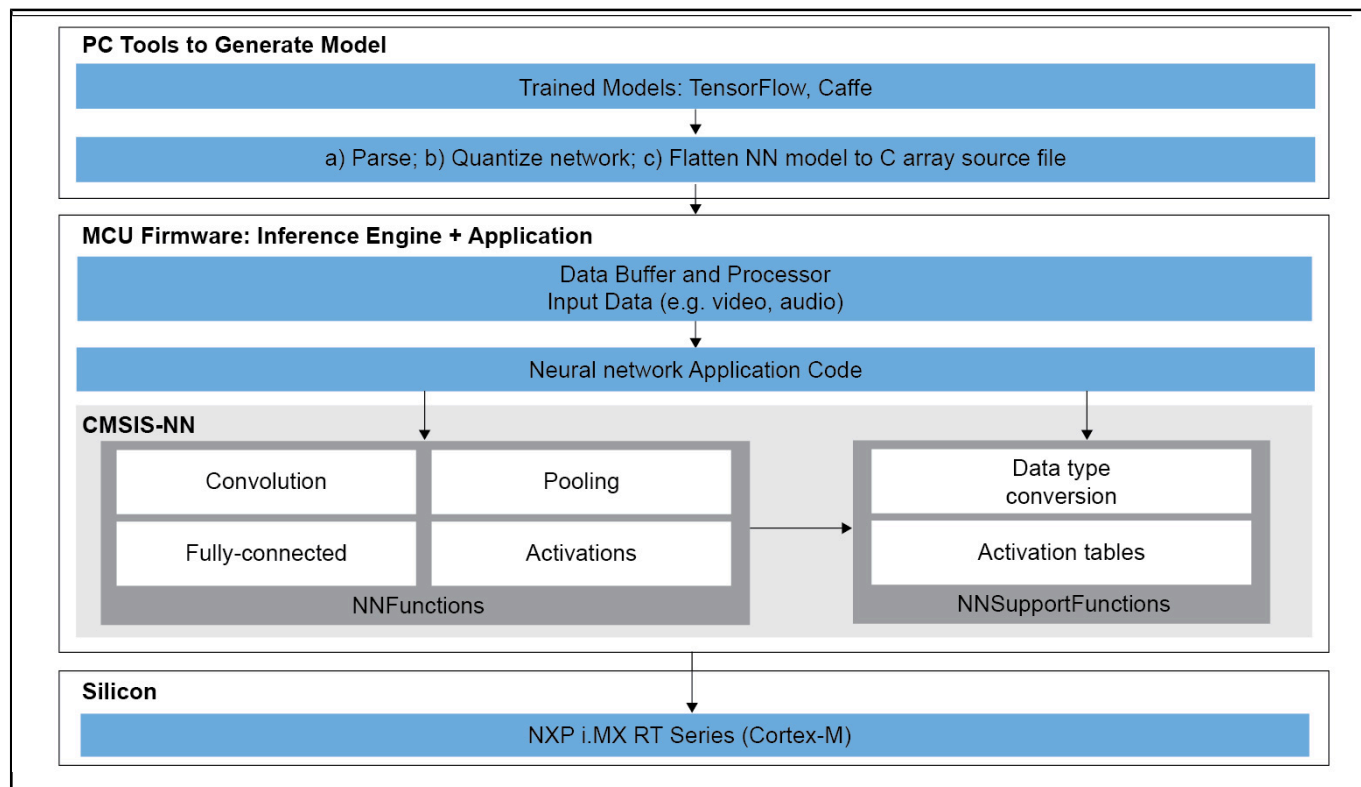 PC Tools to Generate Model
Trained Models: TensorFlow, Caffe
a) Parse; b) Quantize network; c) Flatten NN model to C array source file
MCU Firmware: Inference Engine + Application
Data Buffer and Processor
Input Data (e.g. video, audio)
Neural network Application Code
CMSIS-NN
Convolution
Pooling
Fully-connected
Activations
NNFunctions
Data type
conversion
Activation tables
NNSupportFunctions
Silicon
NXP i.MX RT Series (Cortex-M)